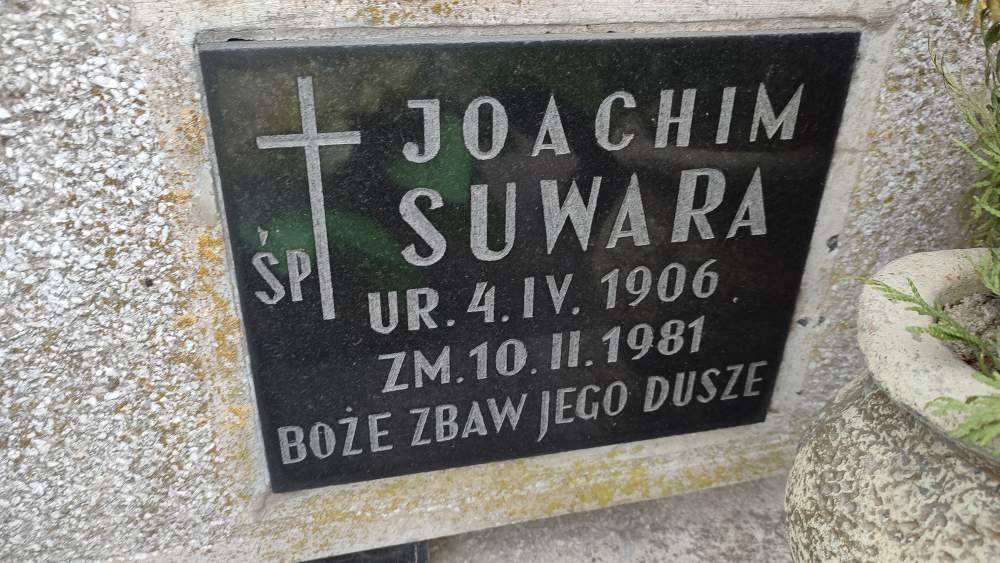 JOACHIM
SUWARA
ŚP
UR. 4. IV. 1906.
ZM. 10. II. 1981
BOŻE ZBAW JEGO DUSZE